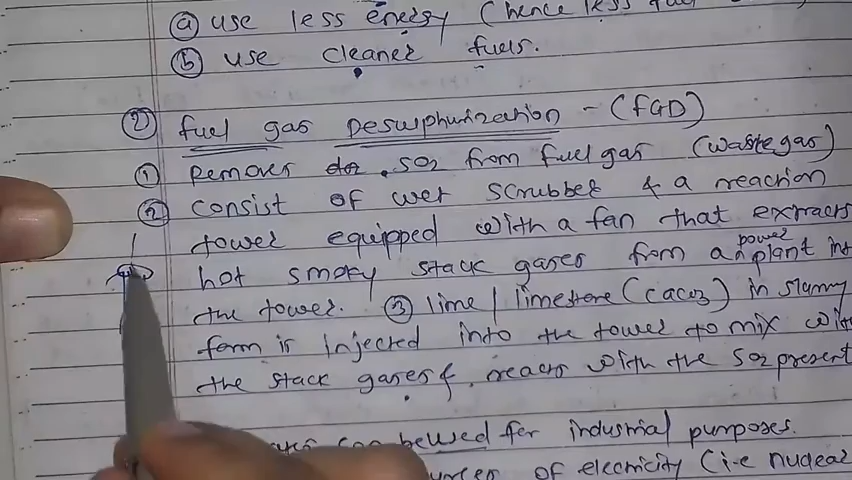 (a) use less energy (hence less fuel
(b) use cleaner fuels.
(2) fuel gas Desulphurization - (FGD)
(1) Removes SO2 from fuel gas (waste gas)
(2) consist of wet scrubber & a reaction
tower equipped with a fan that extracts
hot smoky stack gases from a power plant int
the tower. (3) lime / limestone (CaCO3) in slurry
form is injected into the tower to mix with
the stack gases & reacts with the SO2 present
can be used for industrial purposes.
of electricity (i.e nuclear